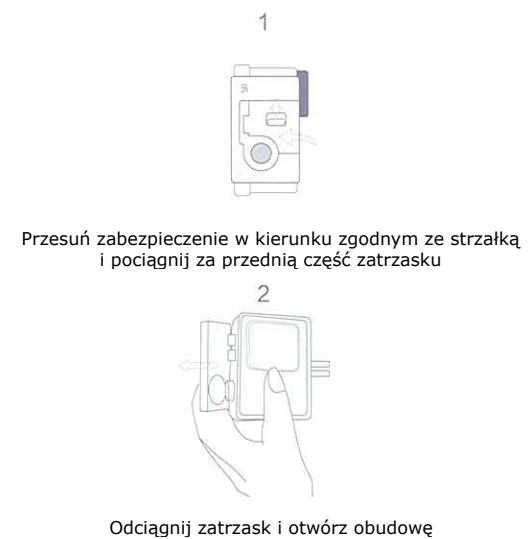 1
Przesuń zabezpieczenie w kierunku zgodnym ze strzałką
i pociągnij za przednią część zatrzasku
2
Odciągnij zatrzask i otwórz obudowę